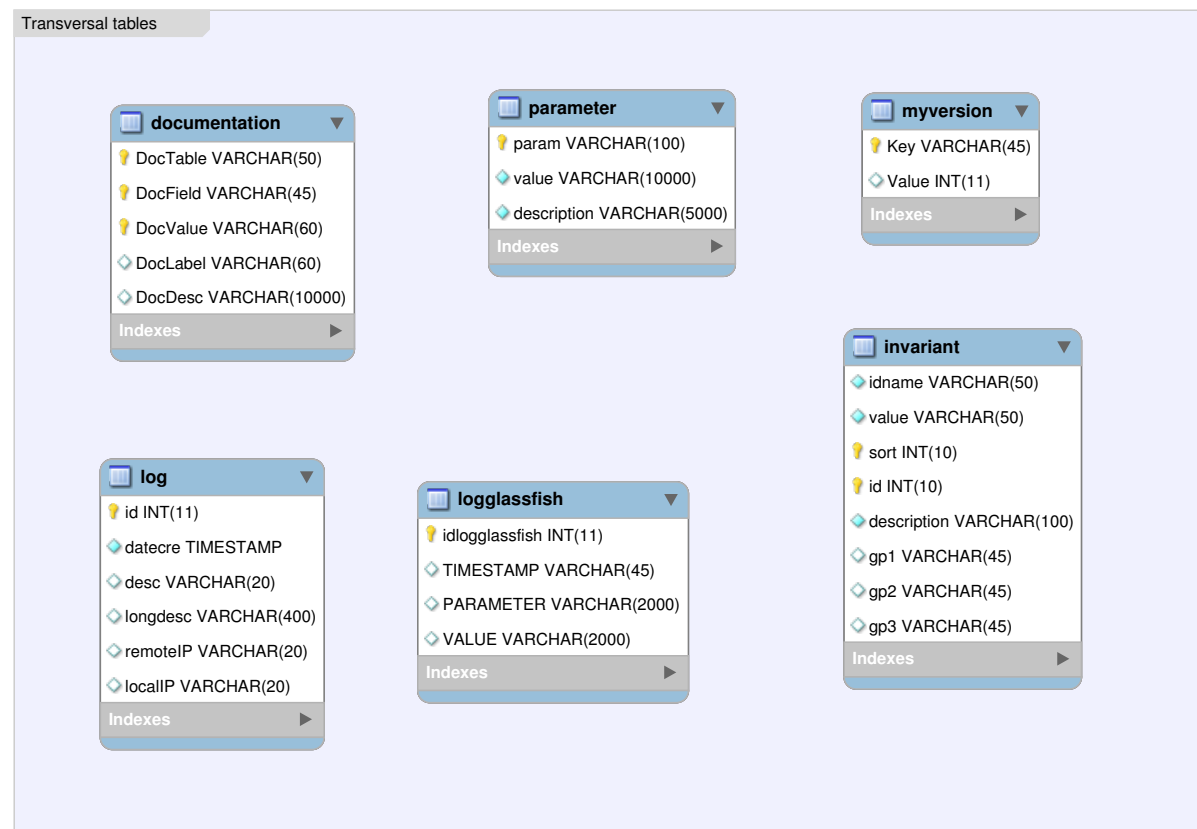 Transversal tables
documentation
DocTable VARCHAR(50)
DocField VARCHAR(45)
DocValue VARCHAR(60)
DocLabel VARCHAR(60)
DocDesc VARCHAR(10000)
Indexes
parameter
param VARCHAR(100)
value VARCHAR(10000)
description VARCHAR(5000)
Indexes
myversion
Key VARCHAR(45)
Value INT(11)
Indexes
invariant
idname VARCHAR(50)
value VARCHAR(50)
sort INT(10)
id INT(10)
description VARCHAR(100)
gp1 VARCHAR(45)
gp2 VARCHAR(45)
gp3 VARCHAR(45)
Indexes
log
id INT(11)
datecre TIMESTAMP
desc VARCHAR(20)
longdesc VARCHAR(400)
remoteIP VARCHAR(20)
localIP VARCHAR(20)
Indexes
logglassfish
idlogglassfish INT(11)
TIMESTAMP VARCHAR(45)
PARAMETER VARCHAR(2000)
VALUE VARCHAR(2000)
Indexes